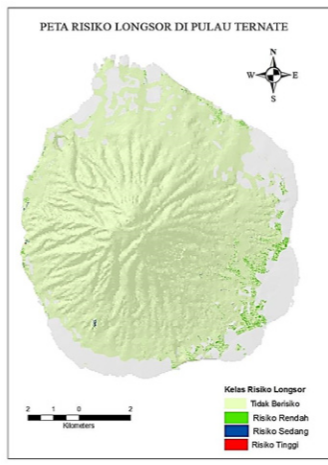 PETA RISIKO LONGSOR DI PULAU TERNATE
N
W E
S
Kelas Risiko Longsor
Tidak Berisiko
Risiko Rendah
Risiko Sedang
Risiko Tinggi
2 1 0 2
Kilometers